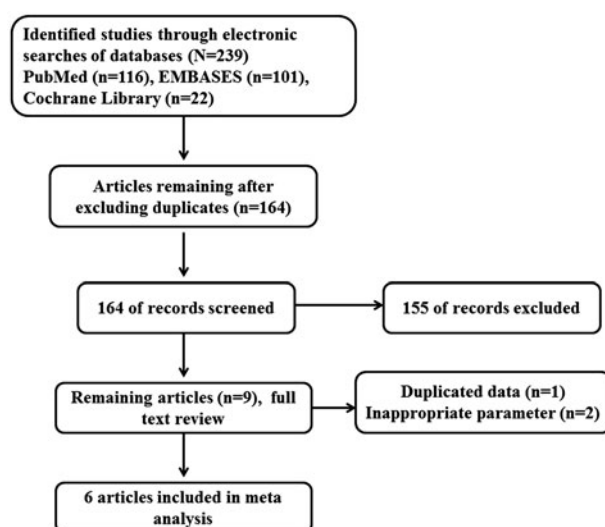 Identified studies through electronic
searches of databases (N=239)
PubMed (n=116), EMBASES (n=101),
Cochrane Library (n=22)
Articles remaining after
excluding duplicates (n=164)
164 of records screened
155 of records excluded
Remaining articles (n=9), full
text review
Duplicated data (n=1)
Inappropriate parameter (n=2)
6 articles included in meta
analysis